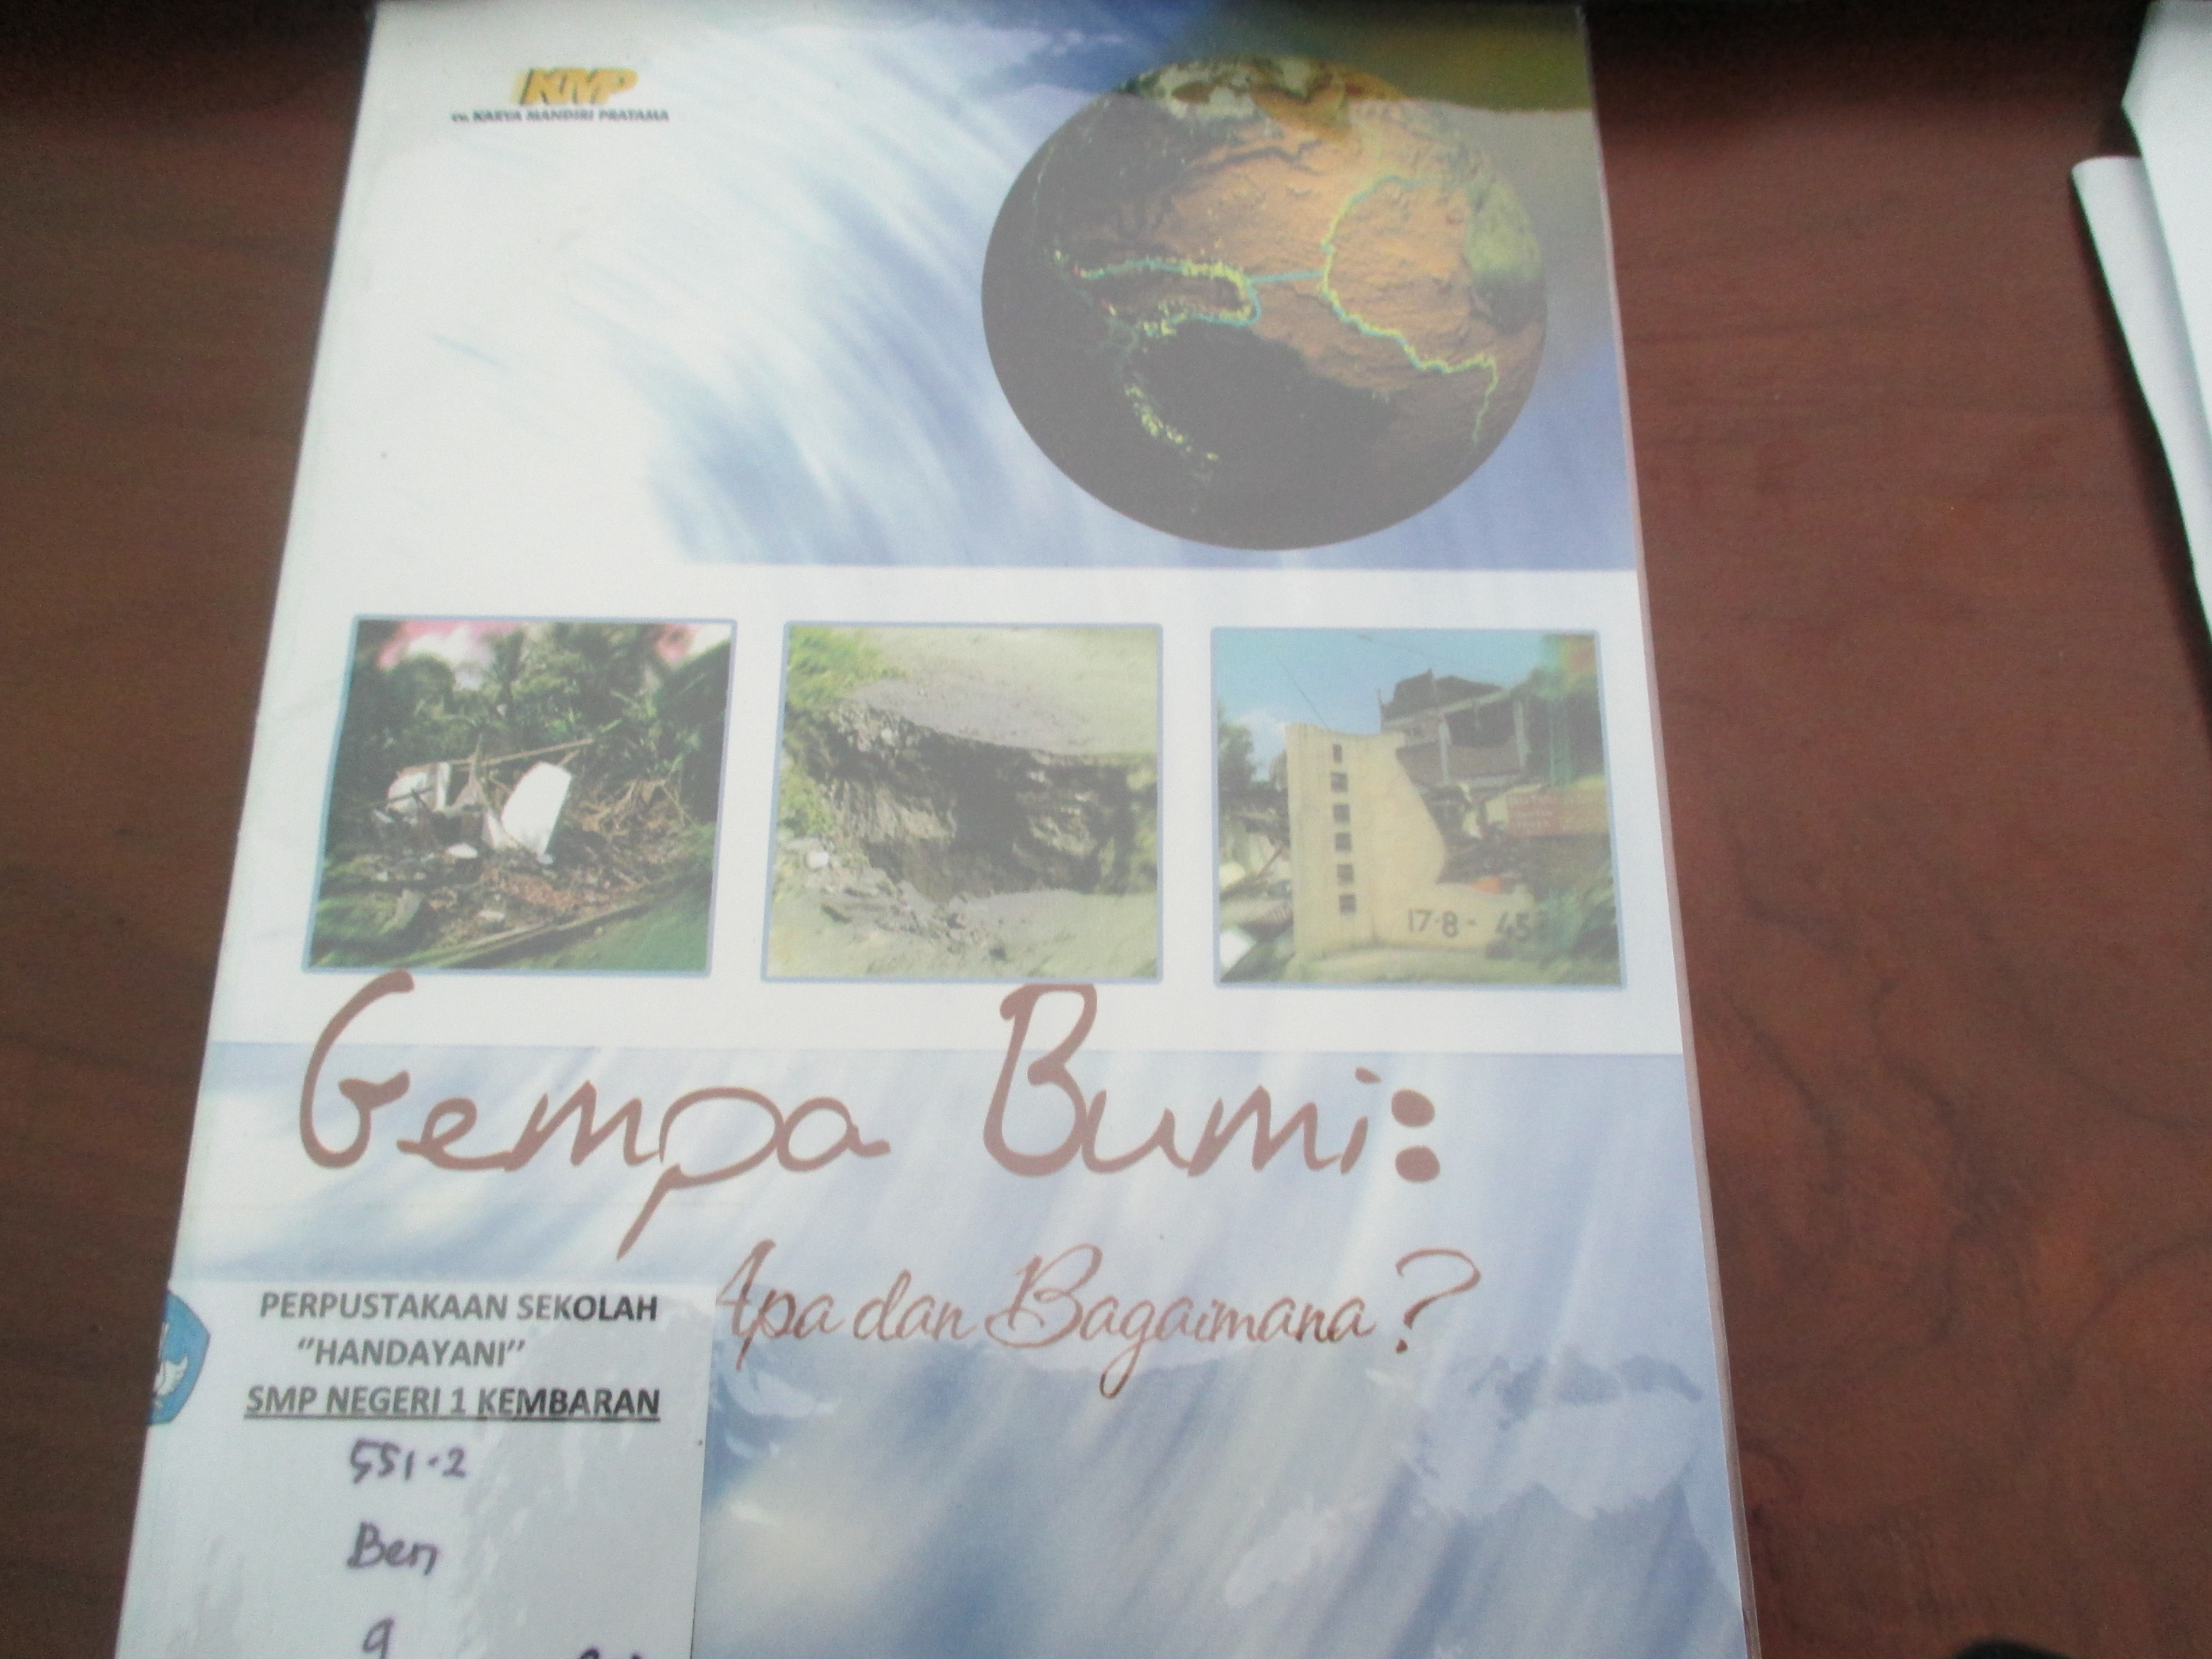 KMP
CV. KARYA MANDIRI PRATAMA
17-8-45
Gempa Bumi:
Apa dan Bagaimana?
PERPUSTAKAAN SEKOLAH
"HANDAYANI"
SMP NEGERI 1 KEMBARAN
551.2
Ben
g